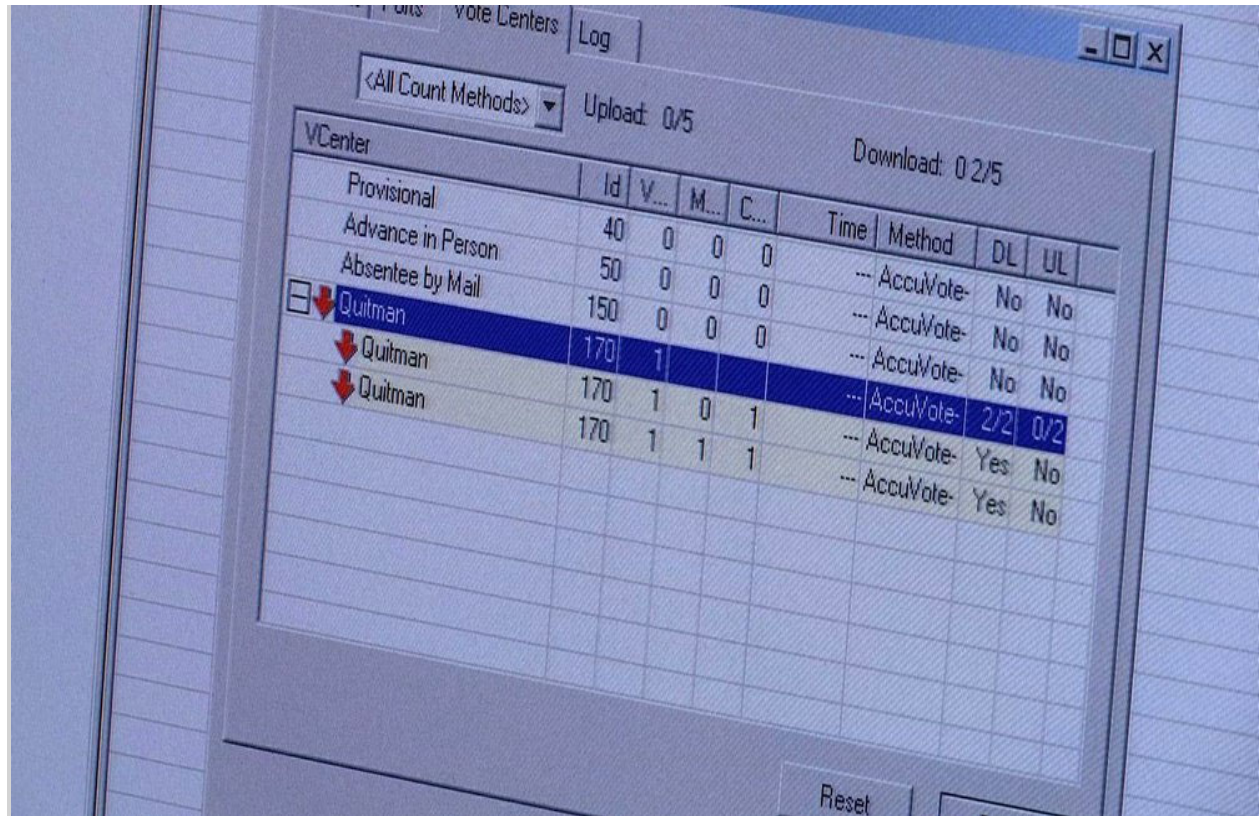 Vote Centers Log
<All Count Methods> Upload: 0/5 Download: 0 2/5
VCenter Id V... M... C... Time Method DL UL
Provisional 40 0 0 0 --- AccuVote- No No
Advance in Person 50 0 0 0 --- AccuVote- No No
Absentee by Mail 150 0 0 0 --- AccuVote- No No
Quitman 170 1 --- AccuVote- 2/2 0/2
Quitman 170 1 0 1 --- AccuVote- Yes No
Quitman 170 1 1 1 --- AccuVote- Yes No
Reset